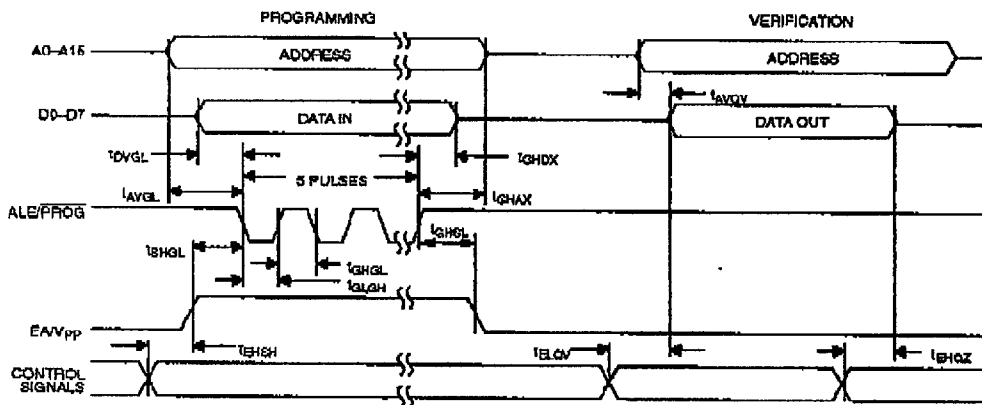 PROGRAMMING
VERIFICATION
A0–A15
ADDRESS
ADDRESS
tAVQV
D0–D7
DATA IN
DATA OUT
tDVGL
tGHDX
5 PULSES
tAVGL
tGHAX
ALE/PROG
tSHGL
tGHSL
tGHGL
tGLGH
EA/VPP
tEHSH
tELQV
tEHQZ
CONTROL
SIGNALS